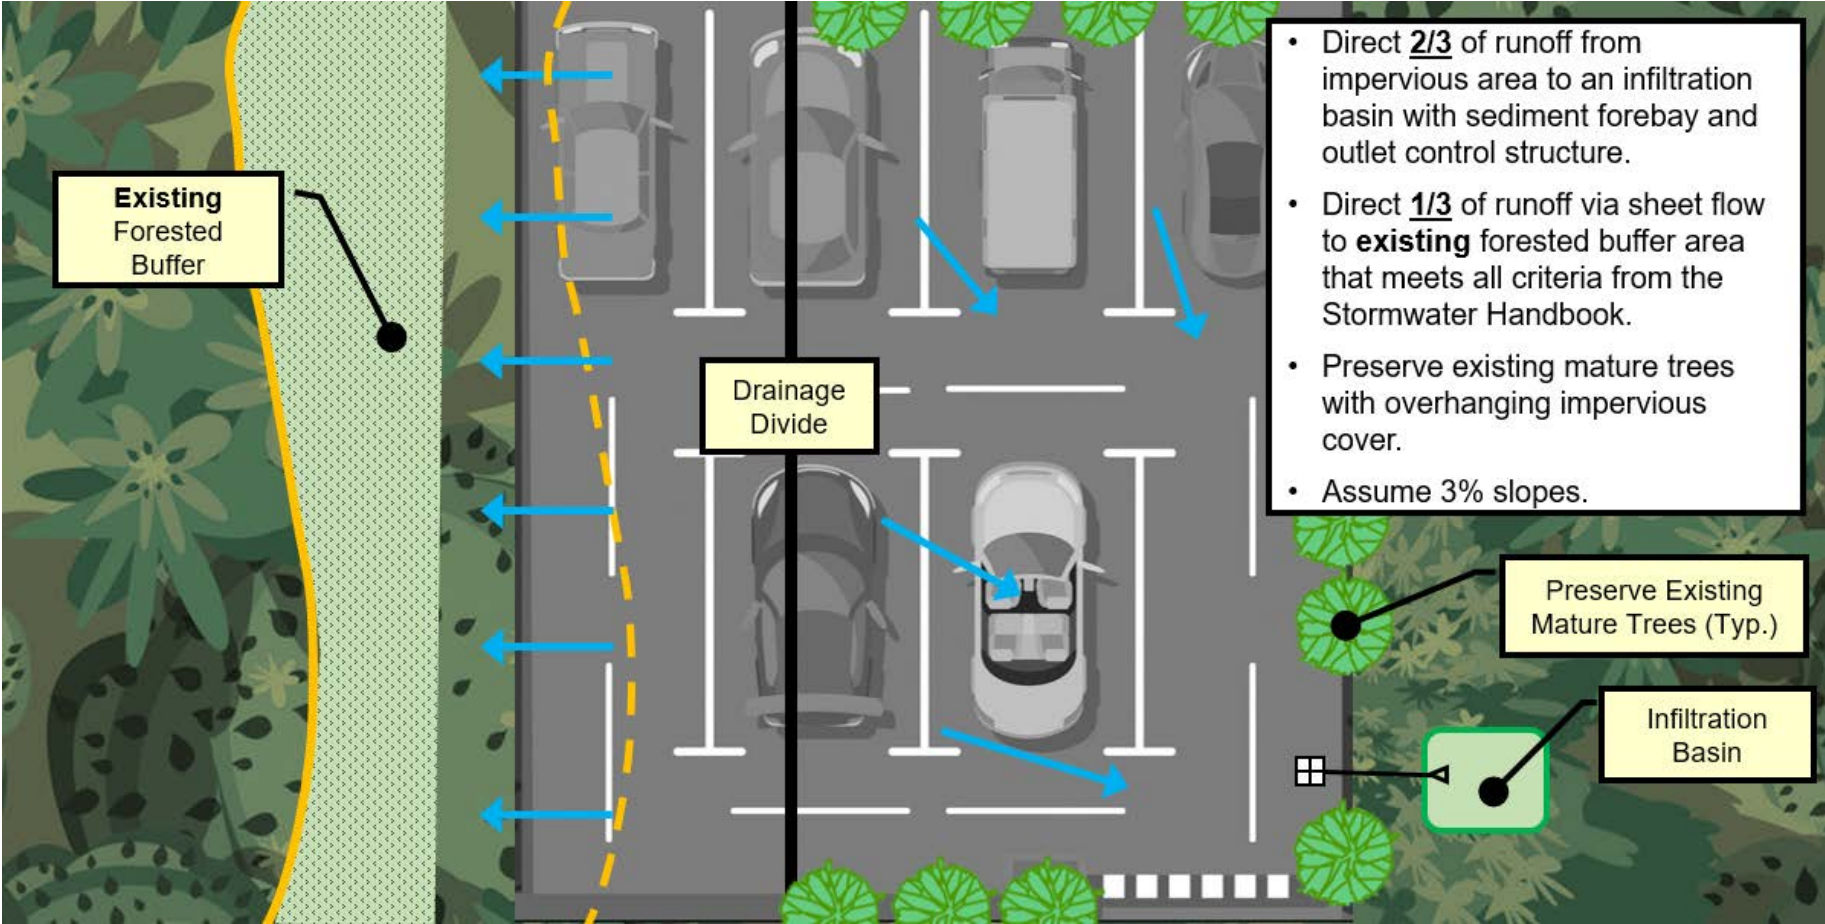 Existing
Forested
Buffer
Drainage
Divide
• Direct 2/3 of runoff from
impervious area to an infiltration
basin with sediment forebay and
outlet control structure.
• Direct 1/3 of runoff via sheet flow
to existing forested buffer area
that meets all criteria from the
Stormwater Handbook.
• Preserve existing mature trees
with overhanging impervious
cover.
• Assume 3% slopes.
Preserve Existing
Mature Trees (Typ.)
Infiltration
Basin